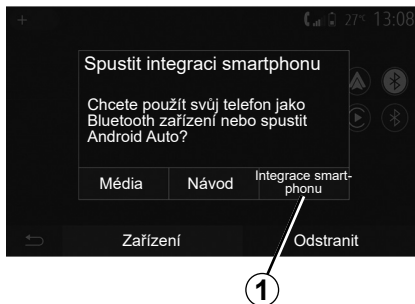 + 27°C 13:08
Spustit integraci smartphonu
Chcete použít svůj telefon jako
Bluetooth zařízení nebo spustit
Android Auto?
Média Návod Integrace smart-
phonu
Zařízení Odstranit
1